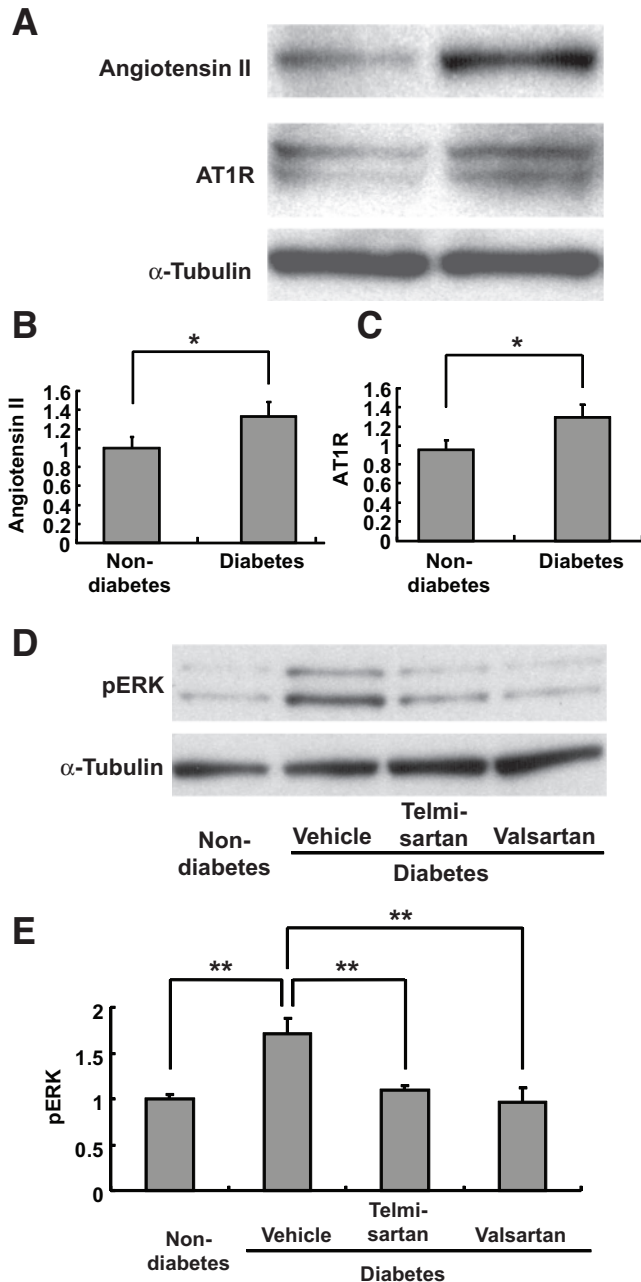 A
Angiotensin II
AT1R
α-Tubulin
B
*
Angiotensin II
1.6
1.4
1.2
1
0.8
0.6
0.4
0.2
0
Non-
diabetes
Diabetes
C
*
AT1R
1.6
1.4
1.2
1
0.8
0.6
0.4
0.2
0
Non-
diabetes
Diabetes
D
pERK
α-Tubulin
Non-
diabetes
Vehicle
Telmi-
sartan
Valsartan
Diabetes
E
**
**
**
pERK
2
1.5
1
0.5
0
Non-
diabetes
Vehicle
Telmi-
sartan
Valsartan
Diabetes